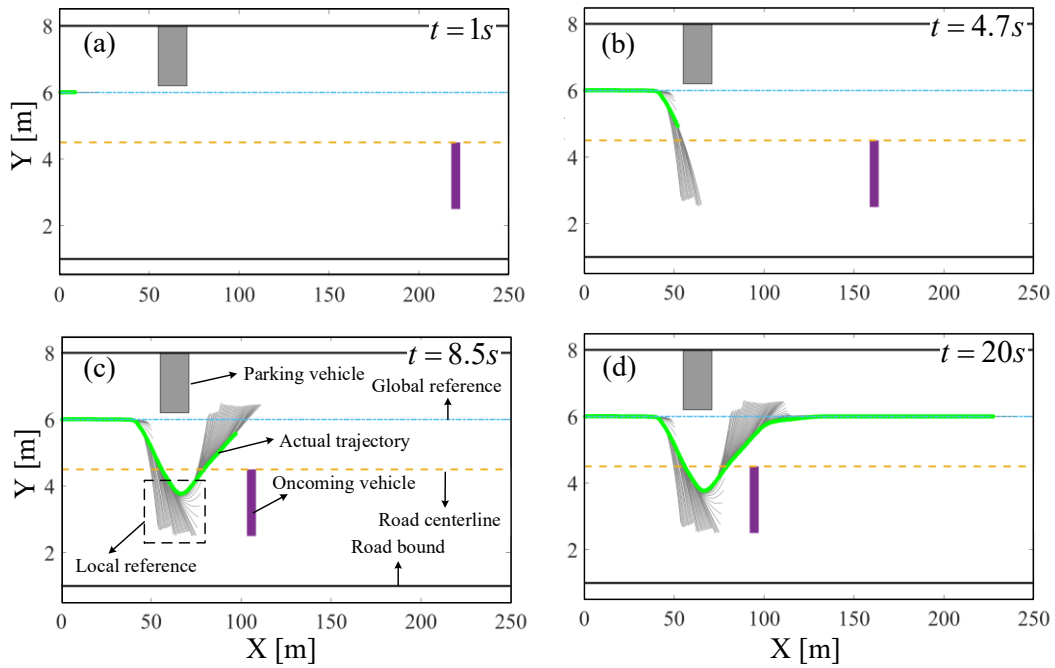 (a)
t = 1s
8
6
4
2
Y [m]
0 50 100 150 200 250
(b)
t = 4.7s
8
6
4
2
0 50 100 150 200 250
(c)
t = 8.5s
Parking vehicle
Global reference
Actual trajectory
Oncoming vehicle
Road centerline
Local reference
Road bound
8
6
4
2
Y [m]
0 50 100 150 200 250
X [m]
(d)
t = 20s
8
6
4
2
0 50 100 150 200 250
X [m]